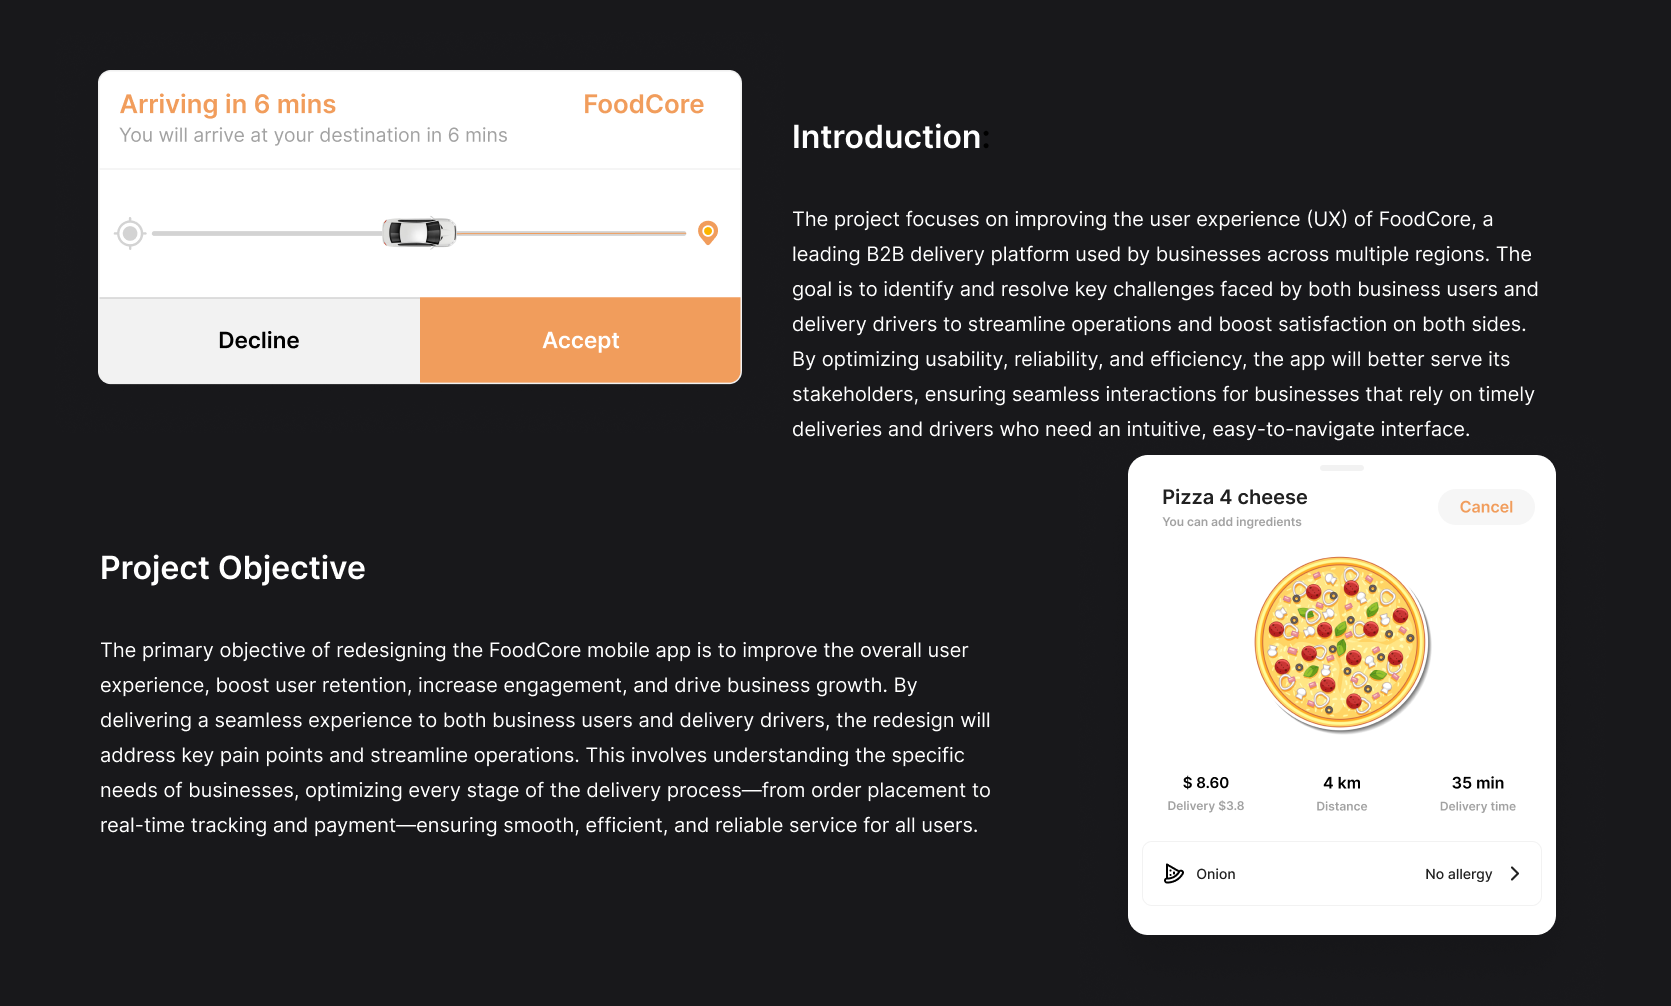 Arriving in 6 mins
FoodCore
You will arrive at your destination in 6 mins
Decline
Accept
Introduction:
The project focuses on improving the user experience (UX) of FoodCore, a
leading B2B delivery platform used by businesses across multiple regions. The
goal is to identify and resolve key challenges faced by both business users and
delivery drivers to streamline operations and boost satisfaction on both sides.
By optimizing usability, reliability, and efficiency, the app will better serve its
stakeholders, ensuring seamless interactions for businesses that rely on timely
deliveries and drivers who need an intuitive, easy-to-navigate interface.
Project Objective
The primary objective of redesigning the FoodCore mobile app is to improve the overall user
experience, boost user retention, increase engagement, and drive business growth. By
delivering a seamless experience to both business users and delivery drivers, the redesign will
address key pain points and streamline operations. This involves understanding the specific
needs of businesses, optimizing every stage of the delivery process—from order placement to
real-time tracking and payment—ensuring smooth, efficient, and reliable service for all users.
Pizza 4 cheese
Cancel
You can add ingredients
$ 8.60
4 km
35 min
Delivery $3.8
Distance
Delivery time
Onion
No allergy